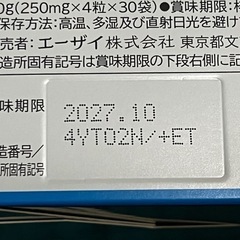 0g(250mg×4粒×30袋)●賞味期限
保存方法:高温、多湿及び直射日光を避け
売者:エーザイ株式会社 東京都文
造所固有記号は賞味期限の下段右側に記
味期限
2027.10
造番号/
4YT02N/+ET
所固有記号